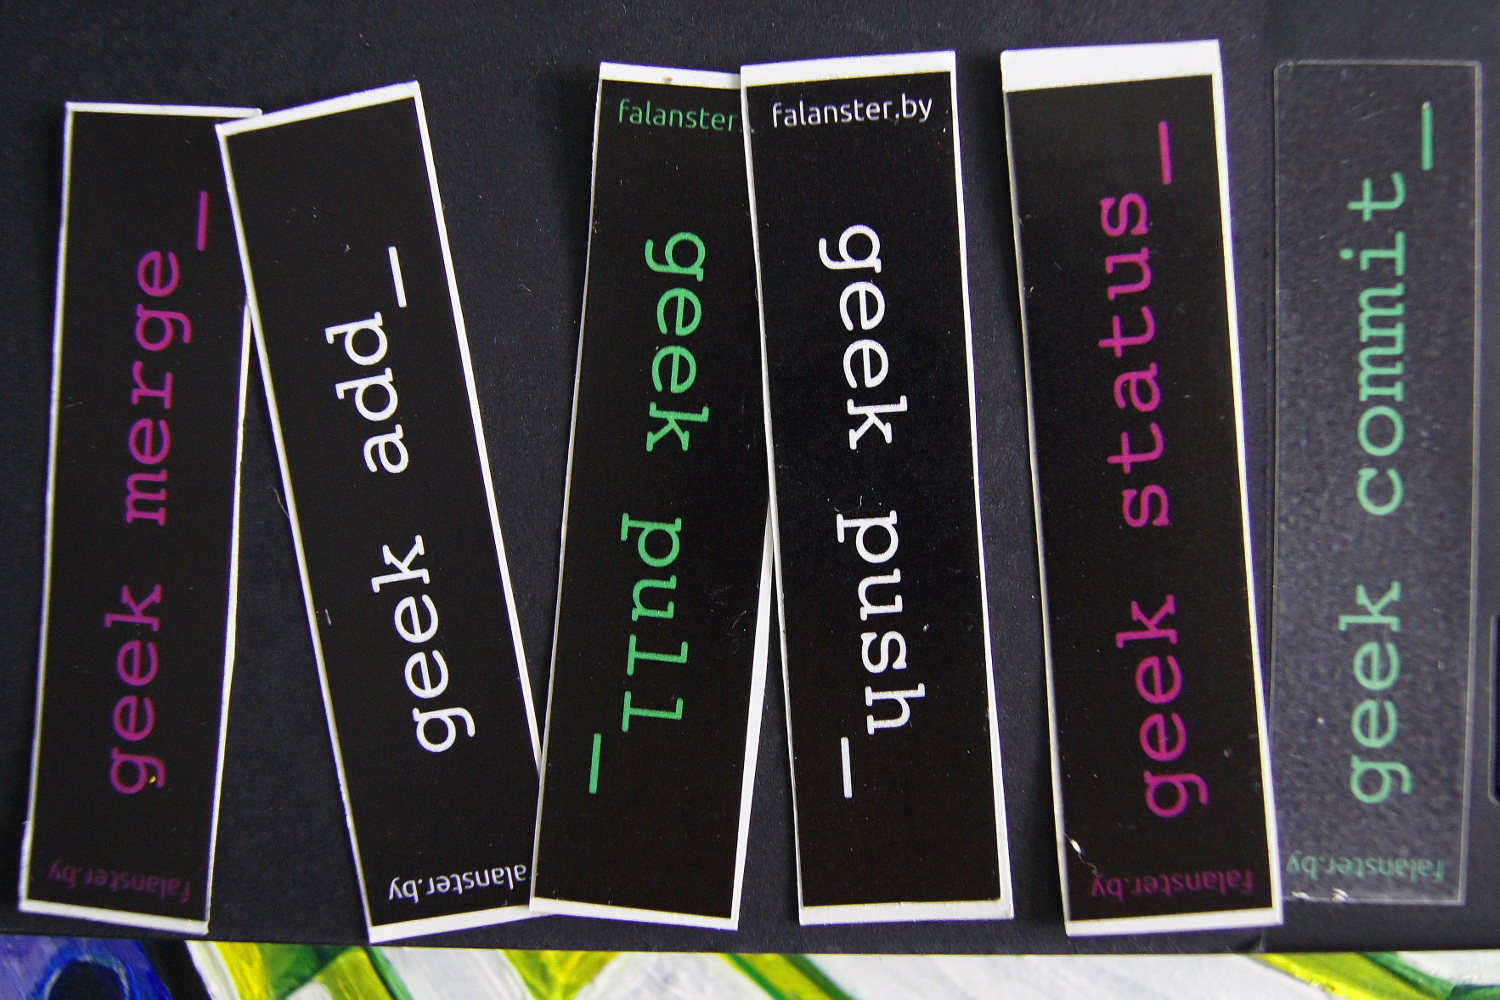 geek merge_
falanster.by
geek add_
falanster.by
falanster
geek pull_
falanster.by
geek push_
geek status_
falanster.by
geek commit_
falanster.by